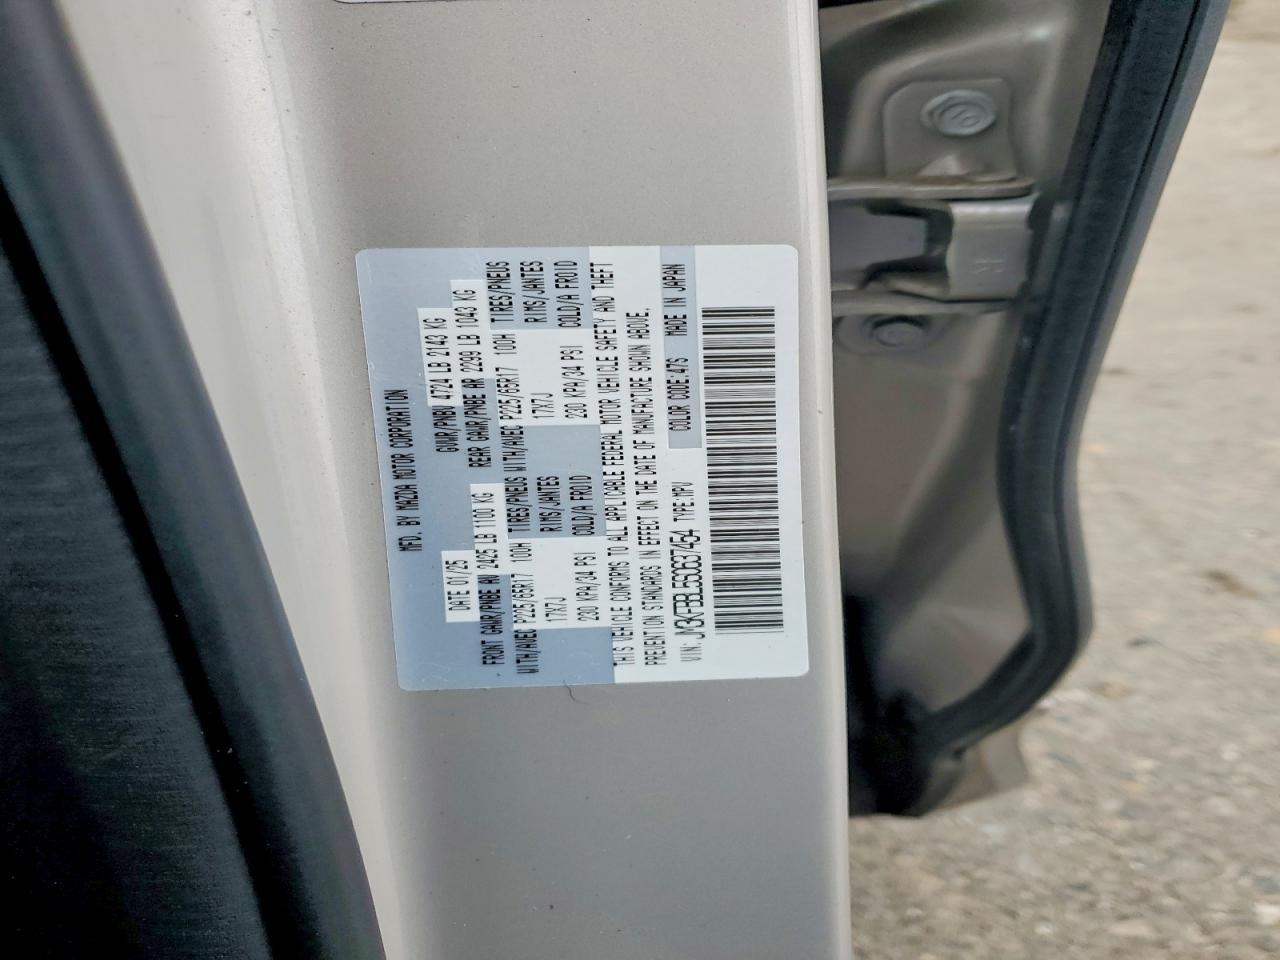 MFD. BY MAZDA MOTOR CORPORATION
DATE 01/25 GVWR/PNBV 4724 LB 2143 KG
FRONT GAWR/PNBE AV 2425 LB 1100 KG REAR GAWR/PNBE AR 2299 LB 1043 KG
WITH/AVEC P225/65R17 100H TIRES/PNEUS WITH/AVEC P225/65R17 100H TIRES/PNEUS
17X7J RIMS/JANTES 17X7J RIMS/JANTES
230 KPA/34 PSI COLD/A FROID 230 KPA/34 PSI COLD/A FROID
THIS VEHICLE CONFORMS TO ALL APPLICABLE FEDERAL MOTOR VEHICLE SAFETY AND THEFT
PREVENTION STANDARDS IN EFFECT ON THE DATE OF MANUFACTURE SHOWN ABOVE.
VIN: JM3KFBBL5S0637454 TYPE:MPV COLOR CODE:47S MADE IN JAPAN
10